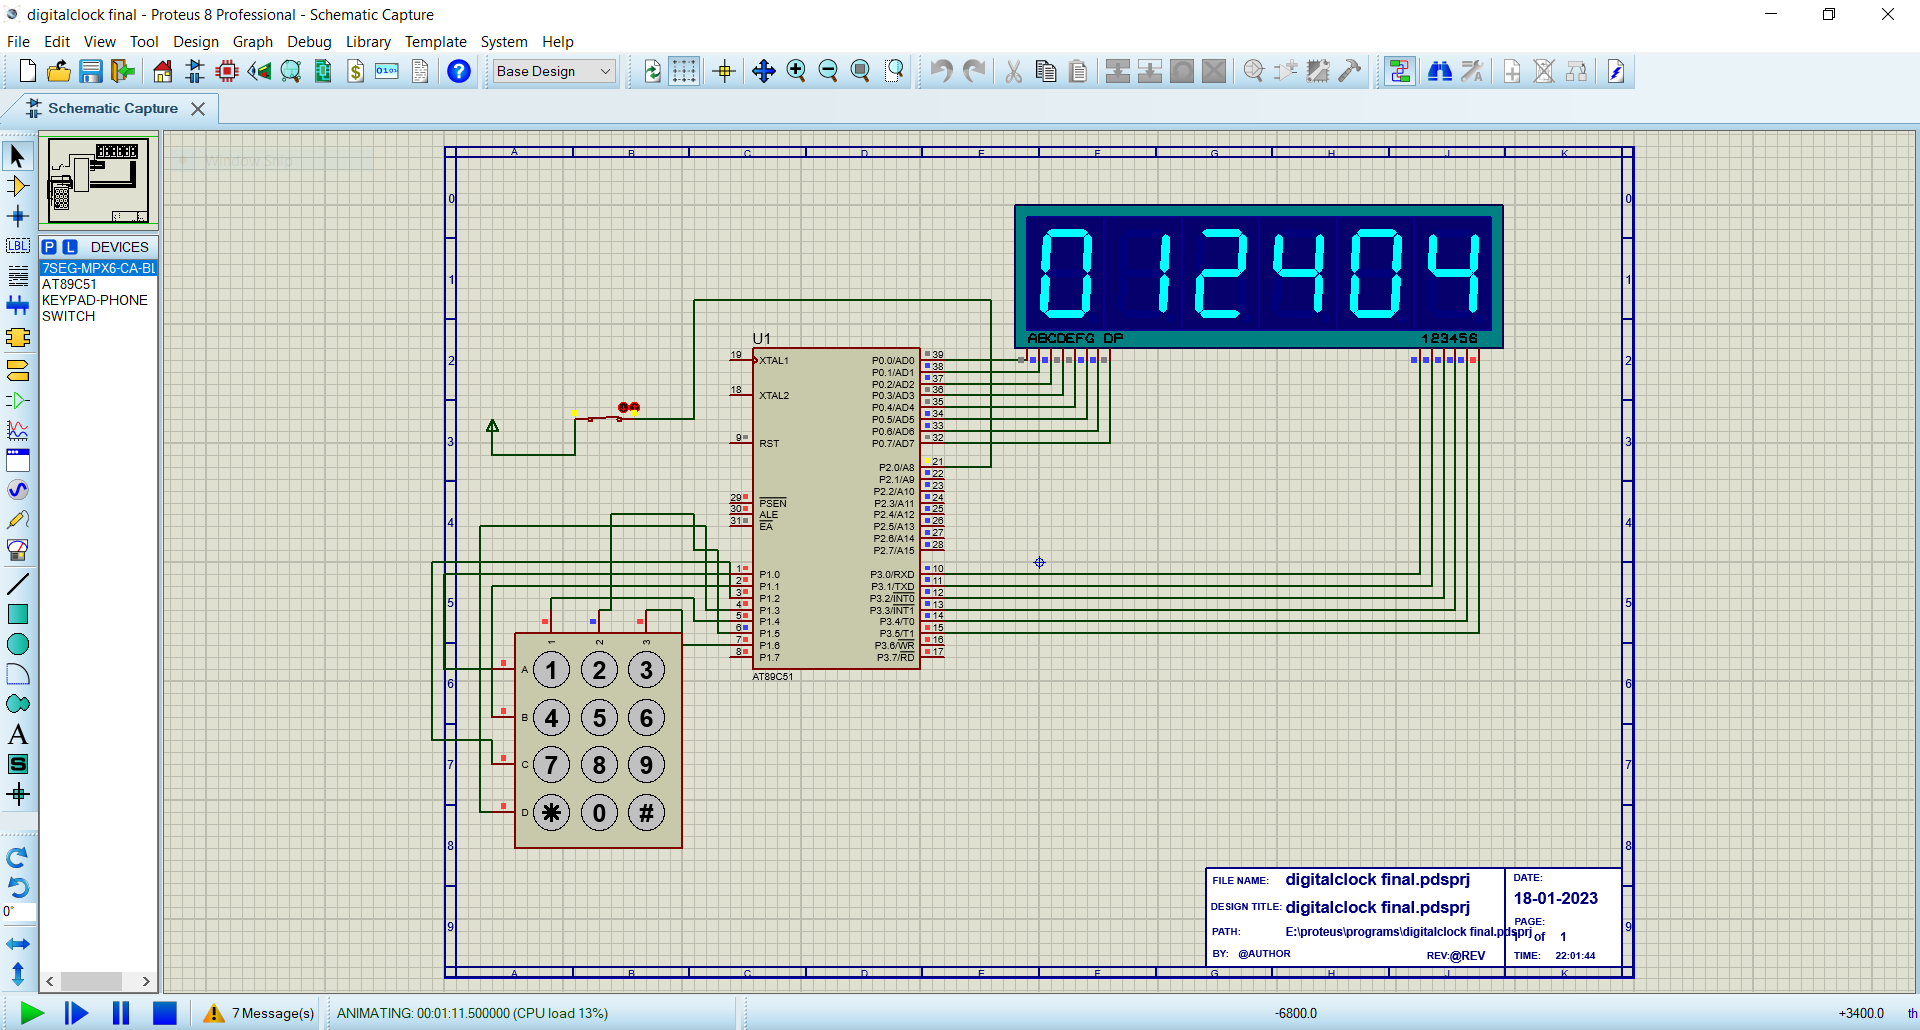 digitalclock final - Proteus 8 Professional - Schematic Capture
File Edit View Tool Design Graph Debug Library Template System Help
Base Design
Schematic Capture
P L DEVICES
7SEG-MPX6-CA-BL
AT89C51
KEYPAD-PHONE
SWITCH
LBL
A
S
0°
A B C D E F G H J K
0 0
1 1
2 2
3 3
4 4
5 5
6 6
7 7
8 8
9 9
A B C D E F G H J K
012404
ABCDEFG DP 123456
U1
19 XTAL1 P0.0/AD0 39
P0.1/AD1 38
P0.2/AD2 37
18 XTAL2 P0.3/AD3 36
P0.4/AD4 35
P0.5/AD5 34
P0.6/AD6 33
9 RST P0.7/AD7 32
P2.0/A8 21
P2.1/A9 22
P2.2/A10 23
29 PSEN P2.3/A11 24
30 ALE P2.4/A12 25
31 EA P2.5/A13 26
P2.6/A14 27
P2.7/A15 28
1 P1.0 P3.0/RXD 10
2 P1.1 P3.1/TXD 11
3 P1.2 P3.2/INT0 12
4 P1.3 P3.3/INT1 13
5 P1.4 P3.4/T0 14
6 P1.5 P3.5/T1 15
7 P1.6 P3.6/WR 16
8 P1.7 P3.7/RD 17
AT89C51
1 2 3
A 1 2 3
B 4 5 6
C 7 8 9
D * 0 #
FILE NAME: digitalclock final.pdsprj
DESIGN TITLE: digitalclock final.pdsprj
PATH: E:\proteus\programs\digitalclock final.pdsprj
BY: @AUTHOR REV:@REV
DATE:
18-01-2023
PAGE:
1 of 1
TIME: 22:01:44
7 Message(s) ANIMATING: 00:01:11.500000 (CPU load 13%) -6800.0 +3400.0 th